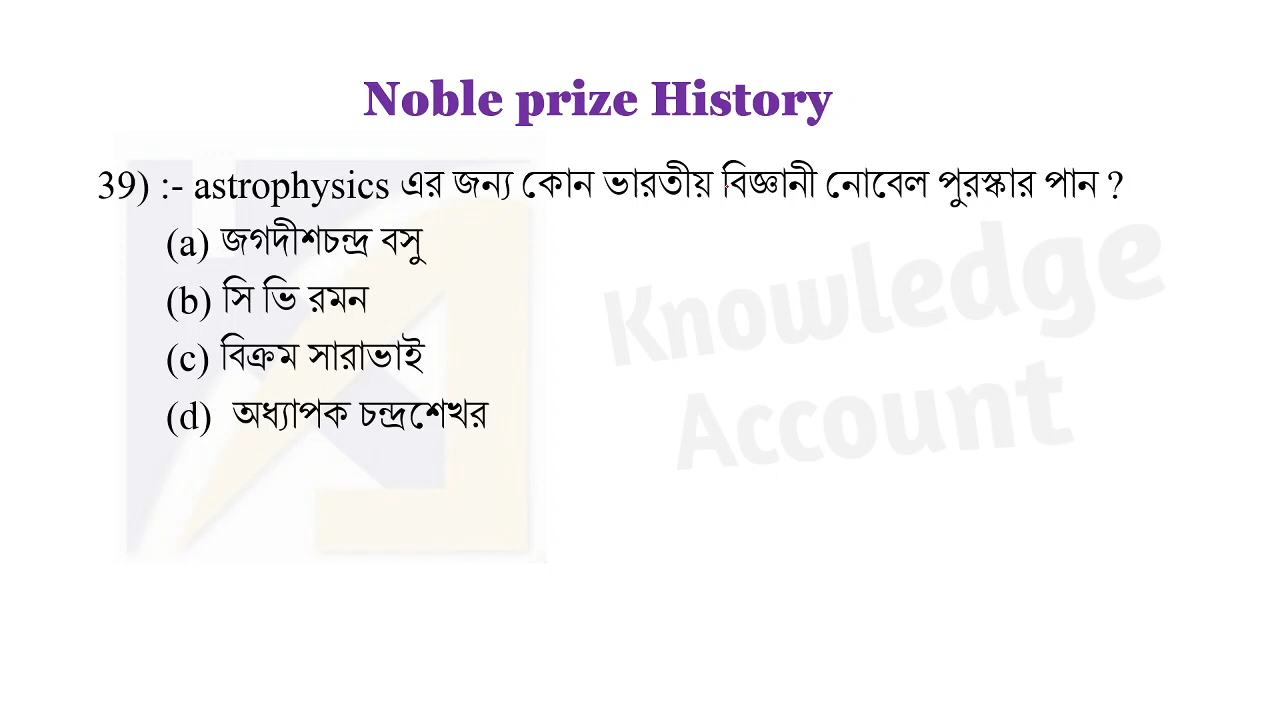 Noble prize History
39) :- astrophysics এর জন্য কোন ভারতীয় বিজ্ঞানী নোবেল পুরস্কার পান ?
(a) জগদীশচন্দ্র বসু
(b) সি ভি রমন
(c) বিক্রম সারাভাই
(d) অধ্যাপক চন্দ্রশেখর
Knowledge
Account